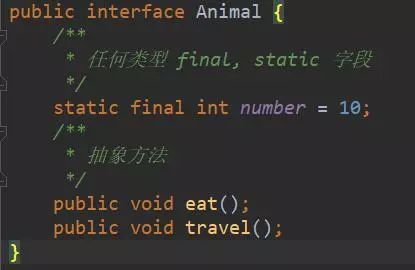 public interface Animal {
/**
* 任何类型 final, static 字段
*/
static final int number = 10;
/**
* 抽象方法
*/
public void eat();
public void travel();
}